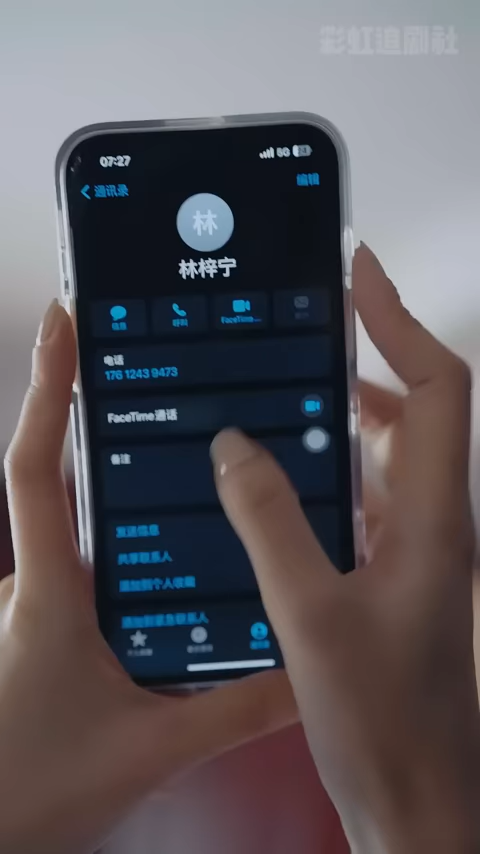 彩虹追剧社
07:27
5G
通讯录
编辑
林
林梓宁
信息
呼叫
FaceTime...
电话
176 1243 9473
FaceTime通话
备注
发送信息
共享联系人
添加到个人收藏
添加到紧急联系人